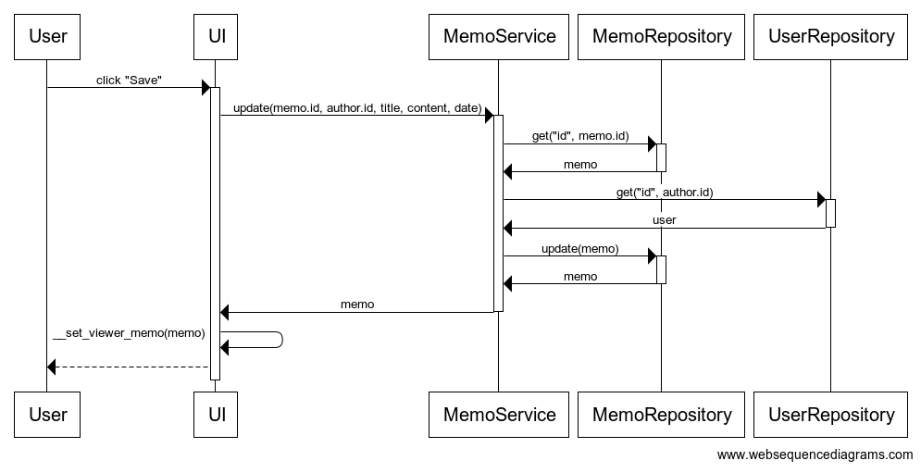 User
UI
MemoService
MemoRepository
UserRepository
click "Save"
update(memo.id, author.id, title, content, date)
get("id", memo.id)
memo
get("id", author.id)
user
update(memo)
memo
memo
__set_viewer_memo(memo)
User
UI
MemoService
MemoRepository
UserRepository
www.websequencediagrams.com